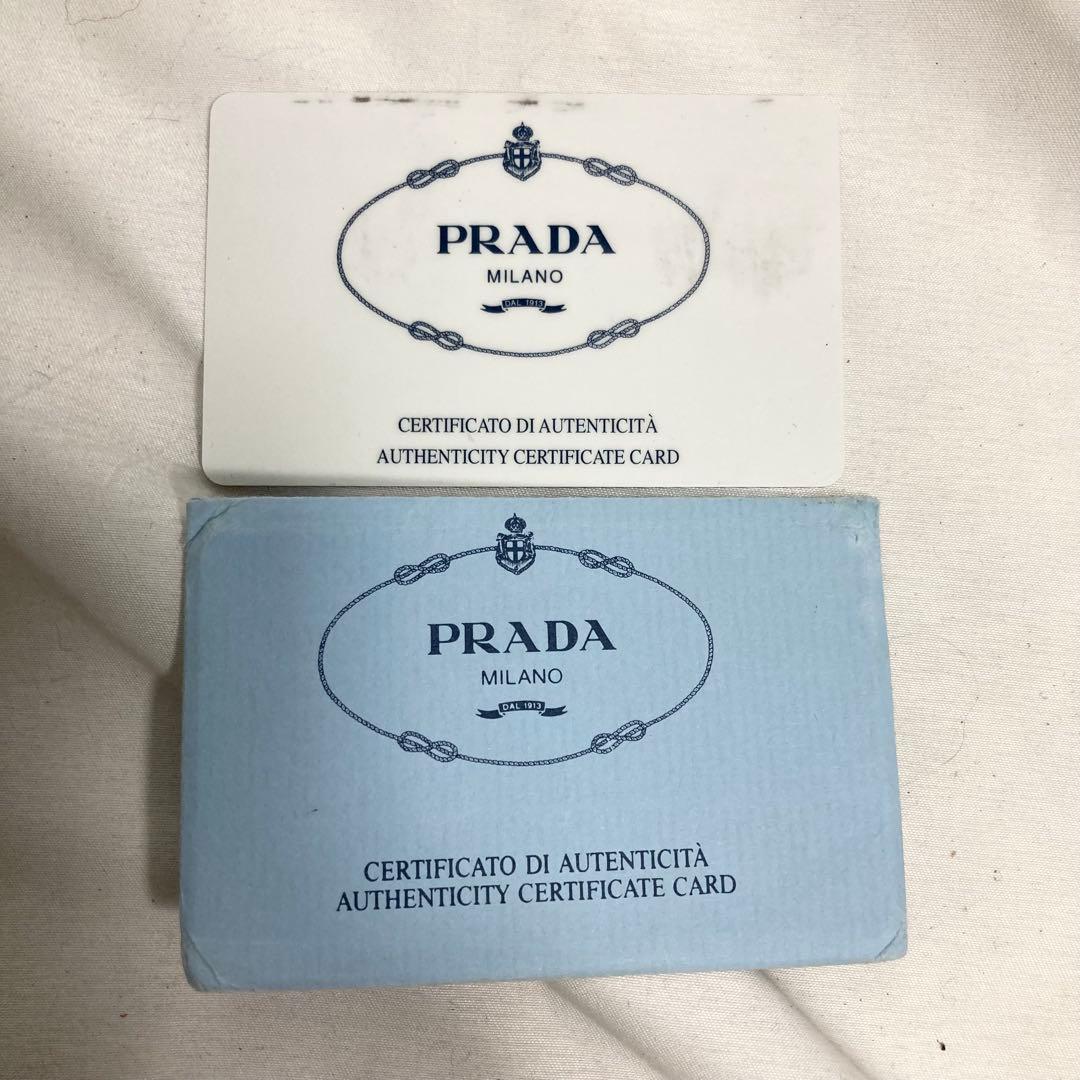 PRADA
MILANO
DAL 1913
CERTIFICATO DI AUTENTICITÀ
AUTHENTICITY CERTIFICATE CARD
PRADA
MILANO
DAL 1913
CERTIFICATO DI AUTENTICITÀ
AUTHENTICITY CERTIFICATE CARD